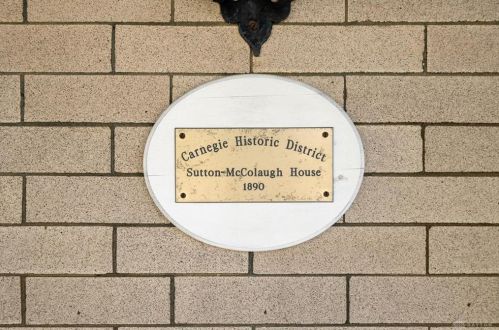 Carnegie Historic District
Sutton-McColaugh House
1890